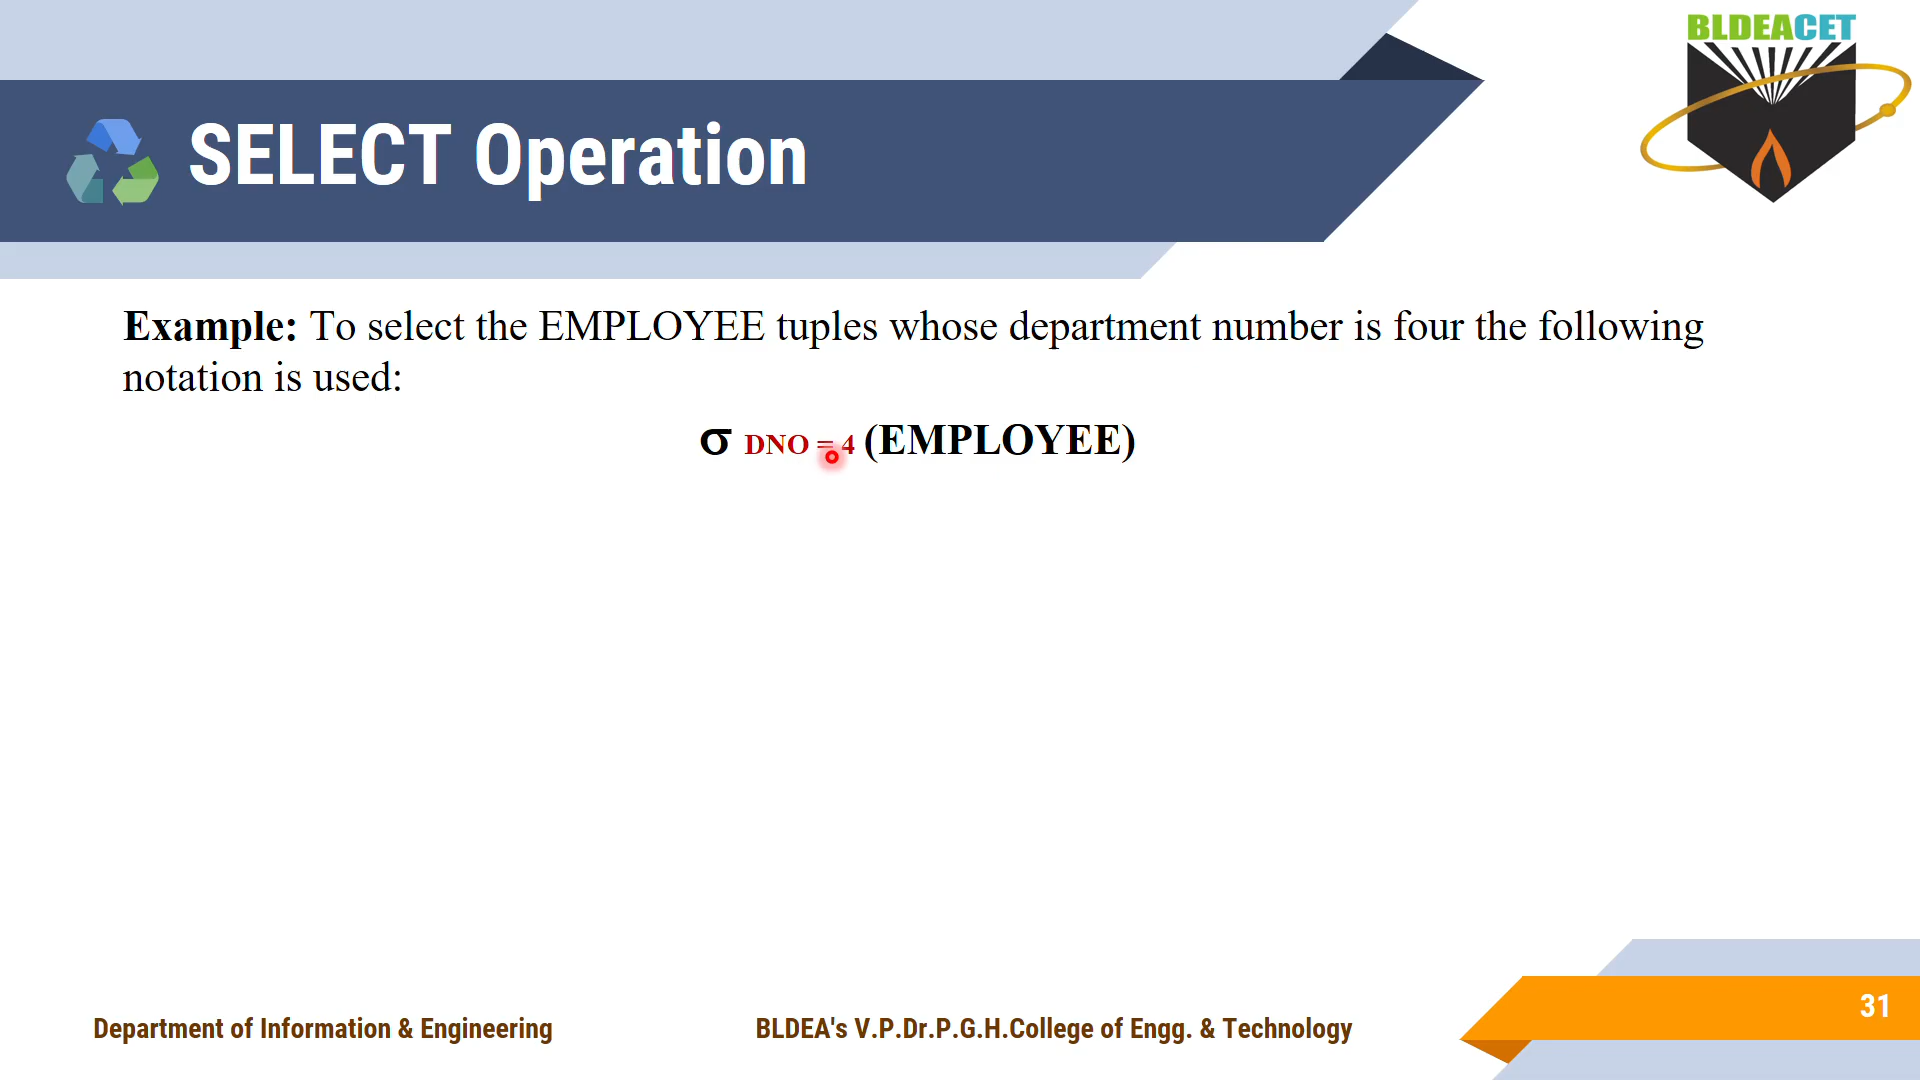 BLDEACET
SELECT Operation
Example: To select the EMPLOYEE tuples whose department number is four the following
notation is used:
σ DNO = 4 (EMPLOYEE)
31
Department of Information & Engineering
BLDEA's V.P.Dr.P.G.H.College of Engg. & Technology